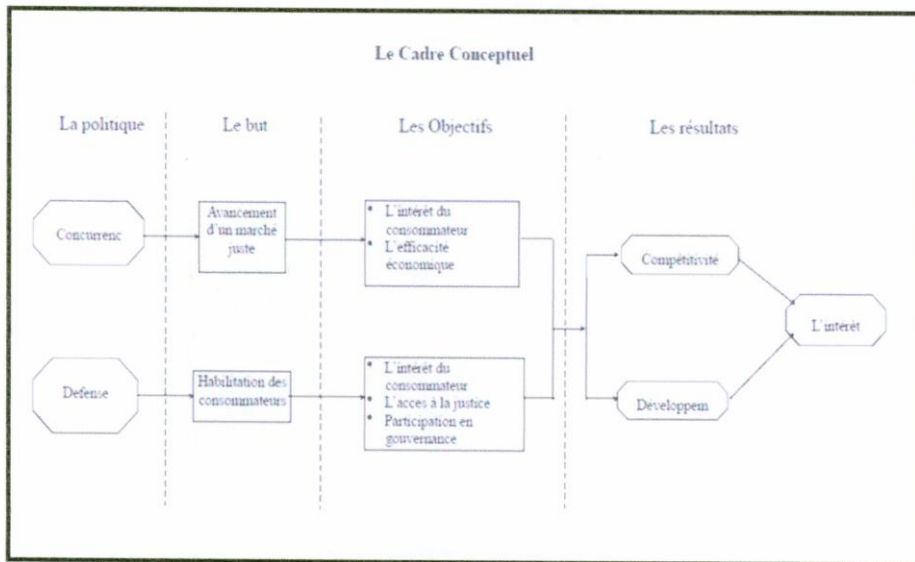 Le Cadre Conceptuel
La politique
Le but
Les Objectifs
Les résultats
Concurrenc
Avancement
d'un marché
juste
• L'intérêt du
consommateur
• L'efficacité
économique
Compétitivité
L'intérêt
Defense
Habilitation des
consommateurs
• L'intérêt du
consommateur
• L'acces à la justice
• Participation en
gouvernance
Développem